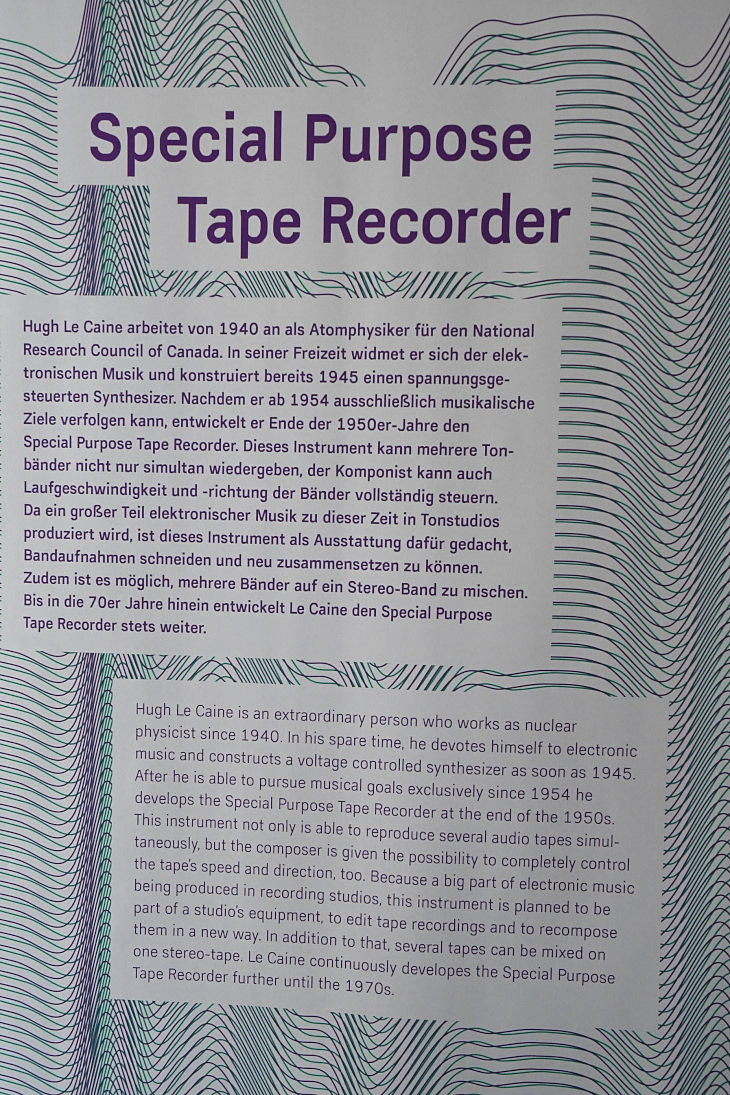 Special Purpose
Tape Recorder
Hugh Le Caine arbeitet von 1940 an als Atomphysiker für den National
Research Council of Canada. In seiner Freizeit widmet er sich der elek-
tronischen Musik und konstruiert bereits 1945 einen spannungsge-
steuerten Synthesizer. Nachdem er ab 1954 ausschließlich musikalische
Ziele verfolgen kann, entwickelt er Ende der 1950er-Jahre den
Special Purpose Tape Recorder. Dieses Instrument kann mehrere Ton-
bänder nicht nur simultan wiedergeben, der Komponist kann auch
Laufgeschwindigkeit und -richtung der Bänder vollständig steuern.
Da ein großer Teil elektronischer Musik zu dieser Zeit in Tonstudios
produziert wird, ist dieses Instrument als Ausstattung dafür gedacht,
Bandaufnahmen schneiden und neu zusammensetzen zu können.
Zudem ist es möglich, mehrere Bänder auf ein Stereo-Band zu mischen.
Bis in die 70er Jahre hinein entwickelt Le Caine den Special Purpose
Tape Recorder stets weiter.
Hugh Le Caine is an extraordinary person who works as nuclear
physicist since 1940. In his spare time, he devotes himself to electronic
music and constructs a voltage controlled synthesizer as soon as 1945.
After he is able to pursue musical goals exclusively since 1954 he
develops the Special Purpose Tape Recorder at the end of the 1950s.
This instrument not only is able to reproduce several audio tapes simul-
taneously, but the composer is given the possibility to completely control
the tape's speed and direction, too. Because a big part of electronic music
being produced in recording studios, this instrument is planned to be
part of a studio's equipment, to edit tape recordings and to recompose
them in a new way. In addition to that, several tapes can be mixed on
one stereo-tape. Le Caine continuously developes the Special Purpose
Tape Recorder further until the 1970s.